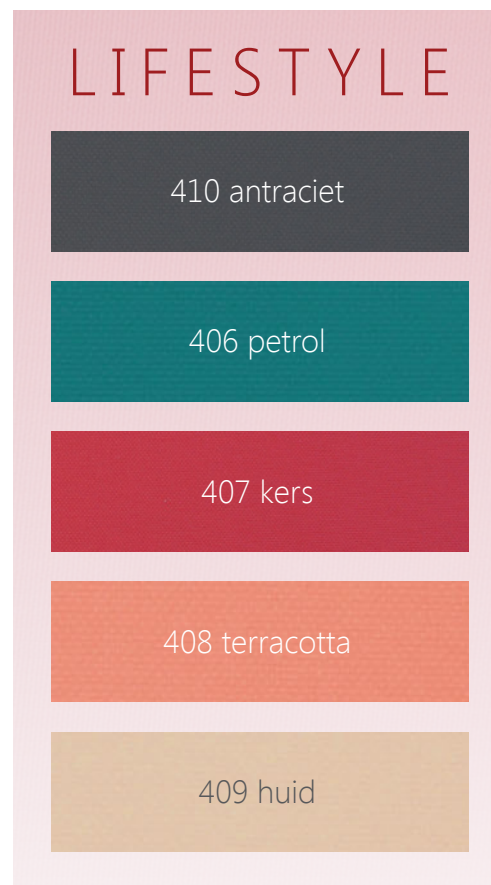 LIFESTYLE
410 antraciet
406 petrol
407 kers
408 terracotta
409 huid